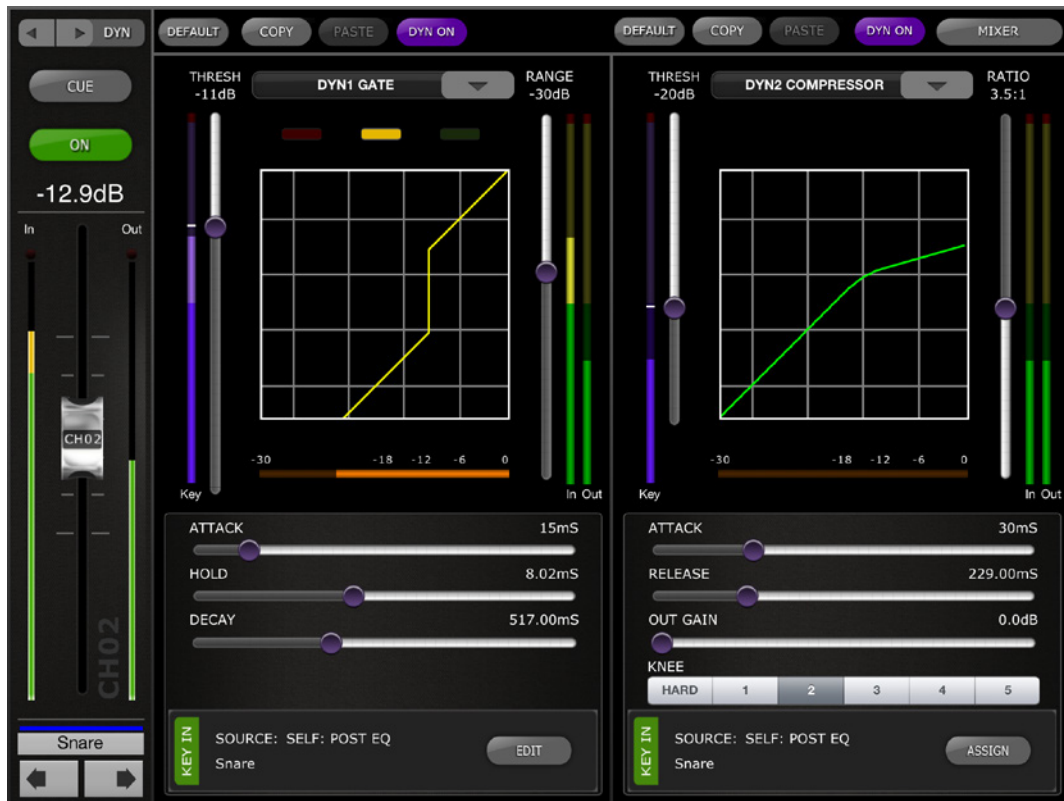 DYN
DEFAULT COPY PASTE DYN ON
DEFAULT COPY PASTE DYN ON MIXER
CUE
ON
-12.9dB
In Out
CH02
CH02
Snare
THRESH
-11dB
DYN1 GATE
RANGE
-30dB
-30 -18 -12 -6 0
Key In Out
ATTACK 15mS
HOLD 8.02mS
DECAY 517.00mS
KEY IN
SOURCE: SELF: POST EQ
Snare
EDIT
THRESH
-20dB
DYN2 COMPRESSOR
RATIO
3.5:1
-30 -18 -12 -6 0
Key In Out
ATTACK 30mS
RELEASE 229.00mS
OUT GAIN 0.0dB
KNEE
HARD 1 2 3 4 5
KEY IN
SOURCE: SELF: POST EQ
Snare
ASSIGN